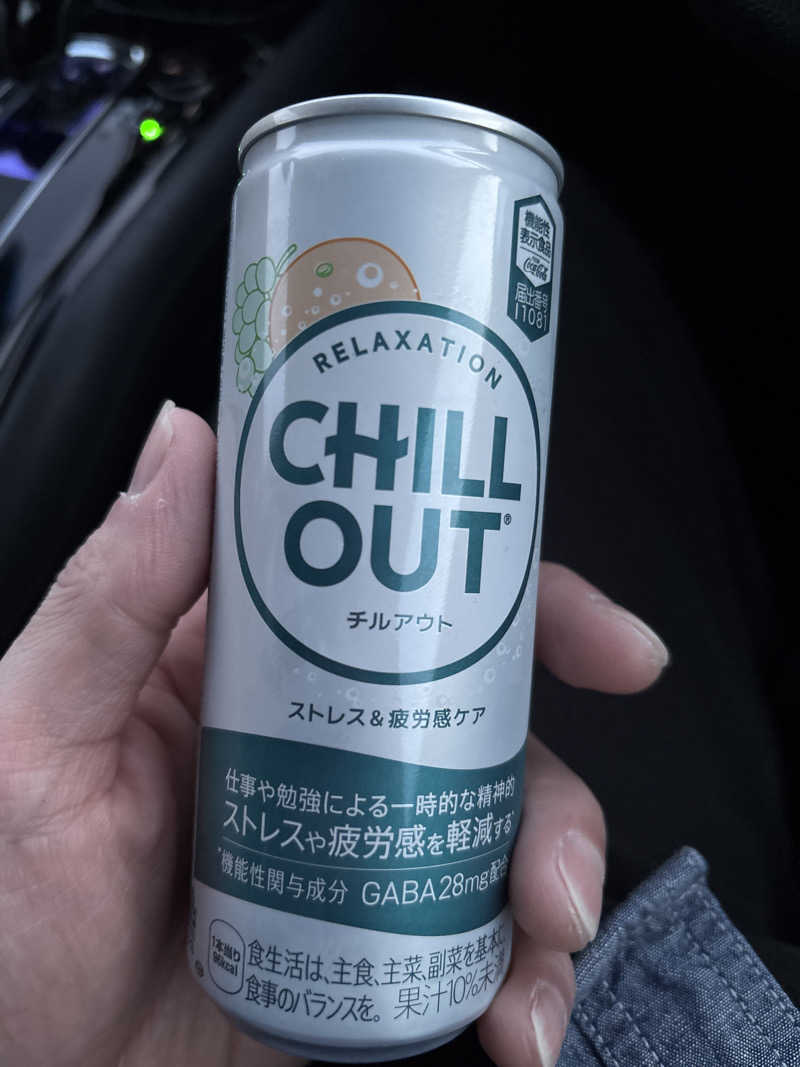 機能性
表示食品
Coca-Cola
届出番号
I1081
RELAXATION
CHILL
OUT®
チルアウト
ストレス&疲労感ケア
仕事や勉強による一時的な精神的
ストレスや疲労感を軽減する*
*機能性関与成分 GABA28mg配合
1本当り
96kcal
食生活は、主食、主菜、副菜を基本に、
食事のバランスを。果汁10%未満